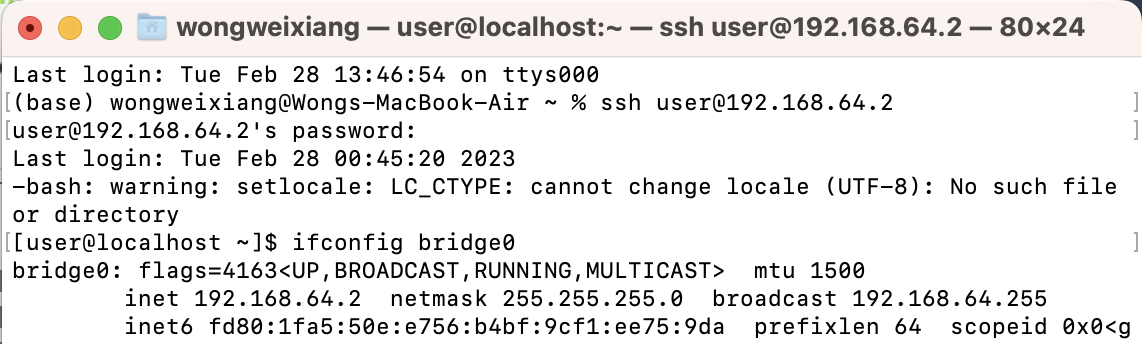 wongweixiang — user@localhost:~ — ssh user@192.168.64.2 — 80×24
Last login: Tue Feb 28 13:46:54 on ttys000
[(base) wongweixiang@Wongs-MacBook-Air ~ % ssh user@192.168.64.2 ]
[user@192.168.64.2's password: ]
Last login: Tue Feb 28 00:45:20 2023
-bash: warning: setlocale: LC_CTYPE: cannot change locale (UTF-8): No such file
or directory
[[user@localhost ~]$ ifconfig bridge0 ]
bridge0: flags=4163<UP,BROADCAST,RUNNING,MULTICAST>  mtu 1500
        inet 192.168.64.2  netmask 255.255.255.0  broadcast 192.168.64.255
        inet6 fd80:1fa5:50e:e756:b4bf:9cf1:ee75:9da  prefixlen 64  scopeid 0x0<g